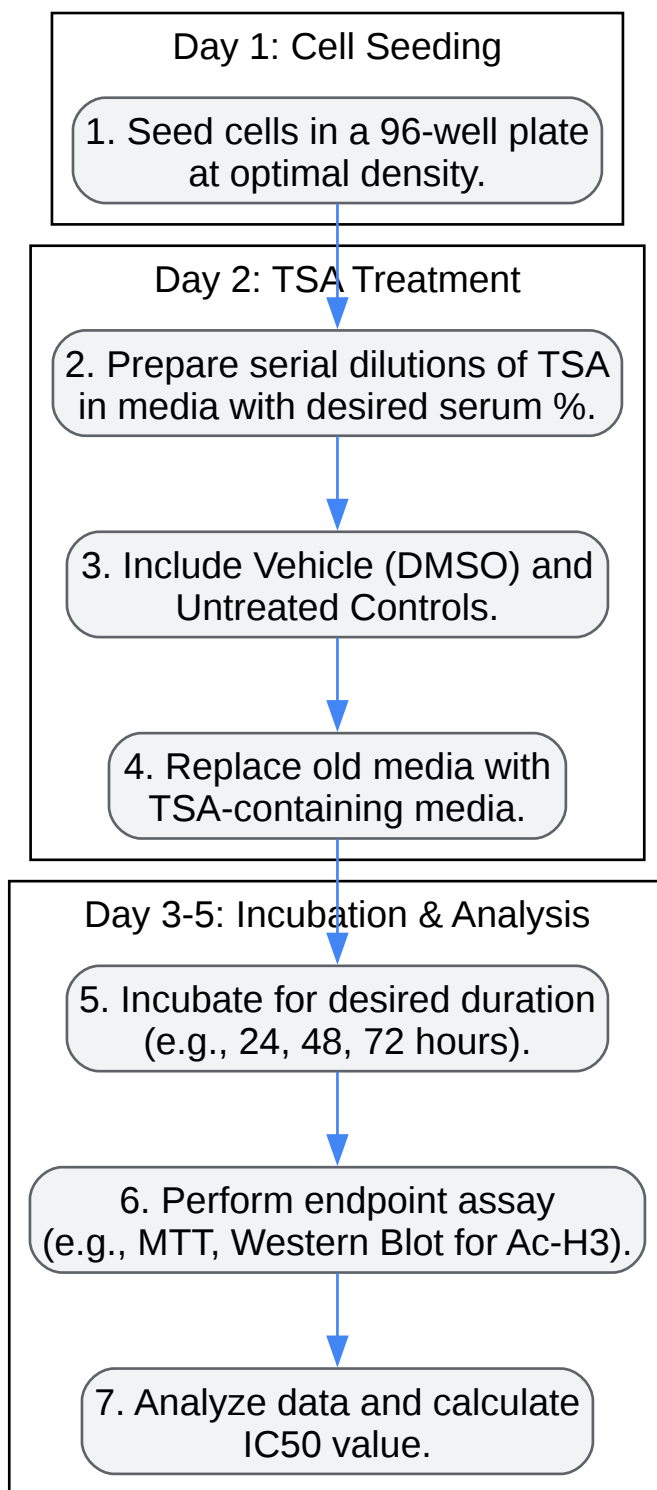 Day 1: Cell Seeding
1. Seed cells in a 96-well plate
at optimal density.
Day 2: TSA Treatment
2. Prepare serial dilutions of TSA
in media with desired serum %.
3. Include Vehicle (DMSO) and
Untreated Controls.
4. Replace old media with
TSA-containing media.
Day 3-5: Incubation & Analysis
5. Incubate for desired duration
(e.g., 24, 48, 72 hours).
6. Perform endpoint assay
(e.g., MTT, Western Blot for Ac-H3).
7. Analyze data and calculate
IC50 value.